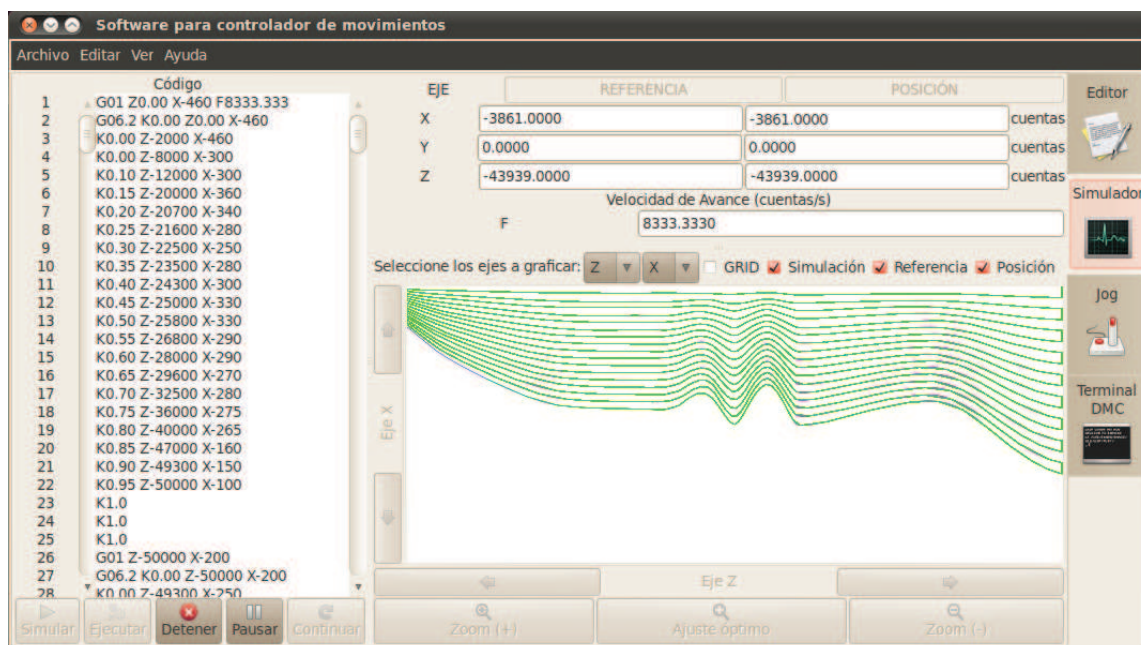 Software para controlador de movimientos
Archivo Editar Ver Ayuda
Código
1 G01 Z0.00 X-460 F8333.333
2 G06.2 K0.00 Z0.00 X-460
3 K0.00 Z-2000 X-460
4 K0.00 Z-8000 X-300
5 K0.10 Z-12000 X-300
6 K0.15 Z-20000 X-360
7 K0.20 Z-20700 X-340
8 K0.25 Z-21600 X-280
9 K0.30 Z-22500 X-250
10 K0.35 Z-23500 X-280
11 K0.40 Z-24300 X-300
12 K0.45 Z-25000 X-330
13 K0.50 Z-25800 X-330
14 K0.55 Z-26800 X-290
15 K0.60 Z-28000 X-290
16 K0.65 Z-29600 X-270
17 K0.70 Z-32500 X-280
18 K0.75 Z-36000 X-275
19 K0.80 Z-40000 X-265
20 K0.85 Z-47000 X-160
21 K0.90 Z-49300 X-150
22 K0.95 Z-50000 X-100
23 K1.0
24 K1.0
25 K1.0
26 G01 Z-50000 X-200
27 G06.2 K0.00 Z-50000 X-200
28 K0.00 Z-49300 X-250
Simular Ejecutar Detener Pausar Continuar
EJE REFERENCIA POSICIÓN
X -3861.0000 -3861.0000 cuentas
Y 0.0000 0.0000 cuentas
Z -43939.0000 -43939.0000 cuentas
Velocidad de Avance (cuentas/s)
F 8333.3330
Seleccione los ejes a graficar: Z X GRID Simulación Referencia Posición
Eje X
Eje Z
Zoom (+) Ajuste óptimo Zoom (-)
Editor
Simulador
Jog
Terminal
DMC